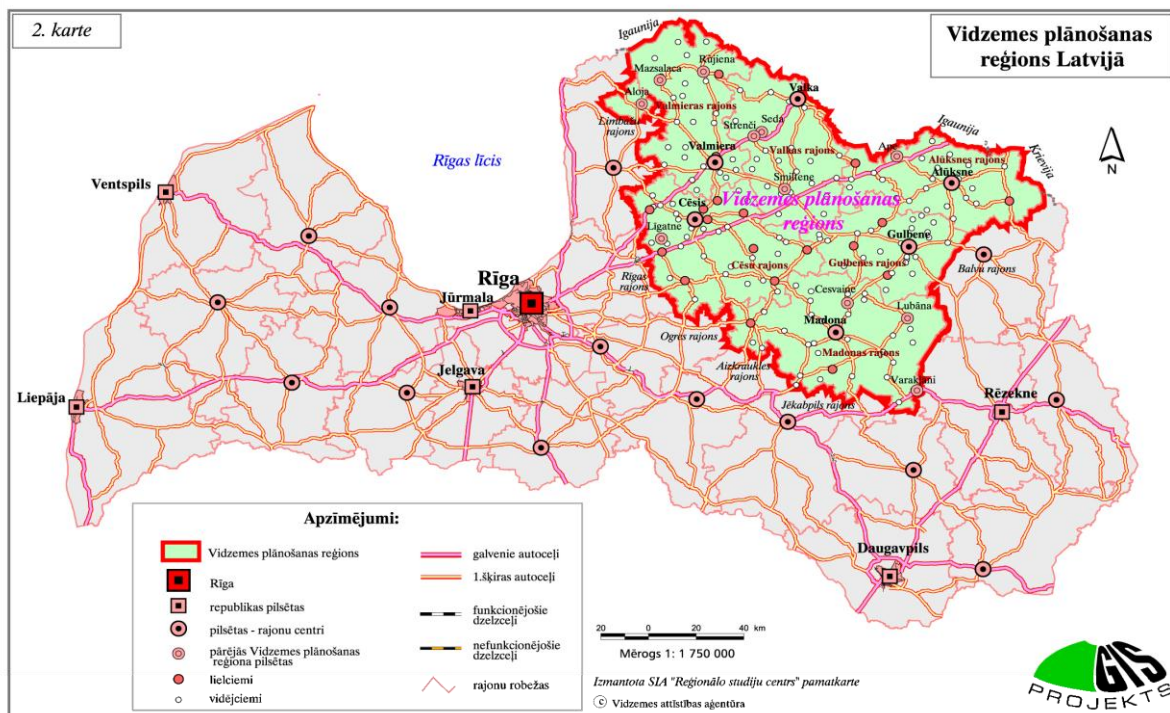 2. karte
Vidzemes plānošanas
reģions Latvijā
Igaunija
Mazsalaca
Rūjiena
Aloja
Valmieras rajons
Valka
Limbažu
rajons
Strenči
Seda
Igaunija
Krievija
Rīgas līcis
Valmiera
Valkas rajons
Ape
Alūksnes rajons
Alūksne
N
Ventspils
Smiltene
Cēsis
Vidzemes plānošanas
reģions
Līgatne
Gulbene
Balvu rajons
Rīgas
rajons
Cēsu rajons
Gulbenes rajons
Rīga
Jūrmala
Cesvaine
Lubāna
Madona
Ogres rajons
Madonas rajons
Aizkraukles
rajons
Varakļāni
Jelgava
Liepāja
Jēkabpils rajons
Rēzekne
Daugavpils
Apzīmējumi:
Vidzemes plānošanas reģions
Rīga
republikas pilsētas
pilsētas - rajonu centri
pārējās Vidzemes plānošanas
reģiona pilsētas
lielciemi
vidējciemi
galvenie autoceļi
1.šķiras autoceļi
funkcionējošie
dzelzceļi
nefunkcionējošie
dzelzceļi
rajonu robežas
20 0 20 40 km
Mērogs 1: 1 750 000
Izmantota SIA "Reģionālo studiju centrs" pamatkarte
© Vidzemes attīstības aģentūra
GIS
PROJEKTS